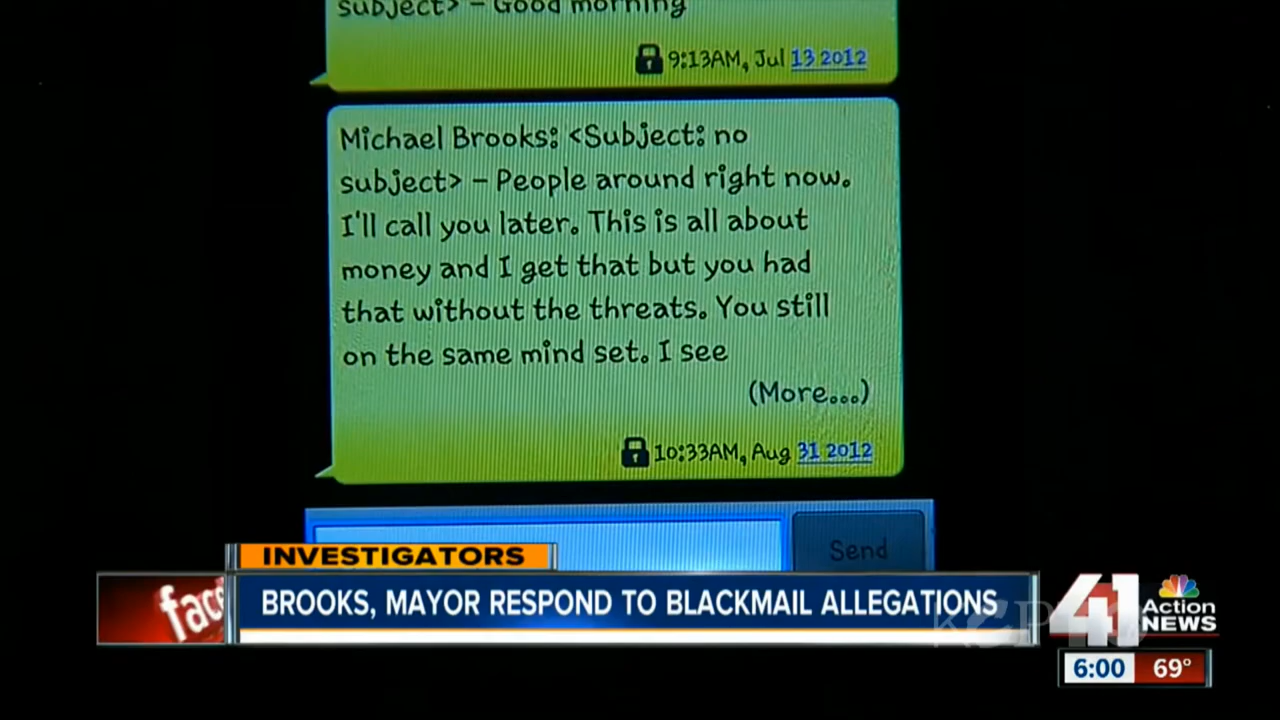 subject> – Good morning
9:13AM, Jul 13 2012
Michael Brooks: <Subject: no
subject> – People around right now.
I'll call you later. This is all about
money and I get that but you had
that without the threats. You still
on the same mind set. I see
(More...)
10:33AM, Aug 31 2012
Send
INVESTIGATORS
BROOKS, MAYOR RESPOND TO BLACKMAIL ALLEGATIONS
face
41
Action
NEWS
6:00 69°